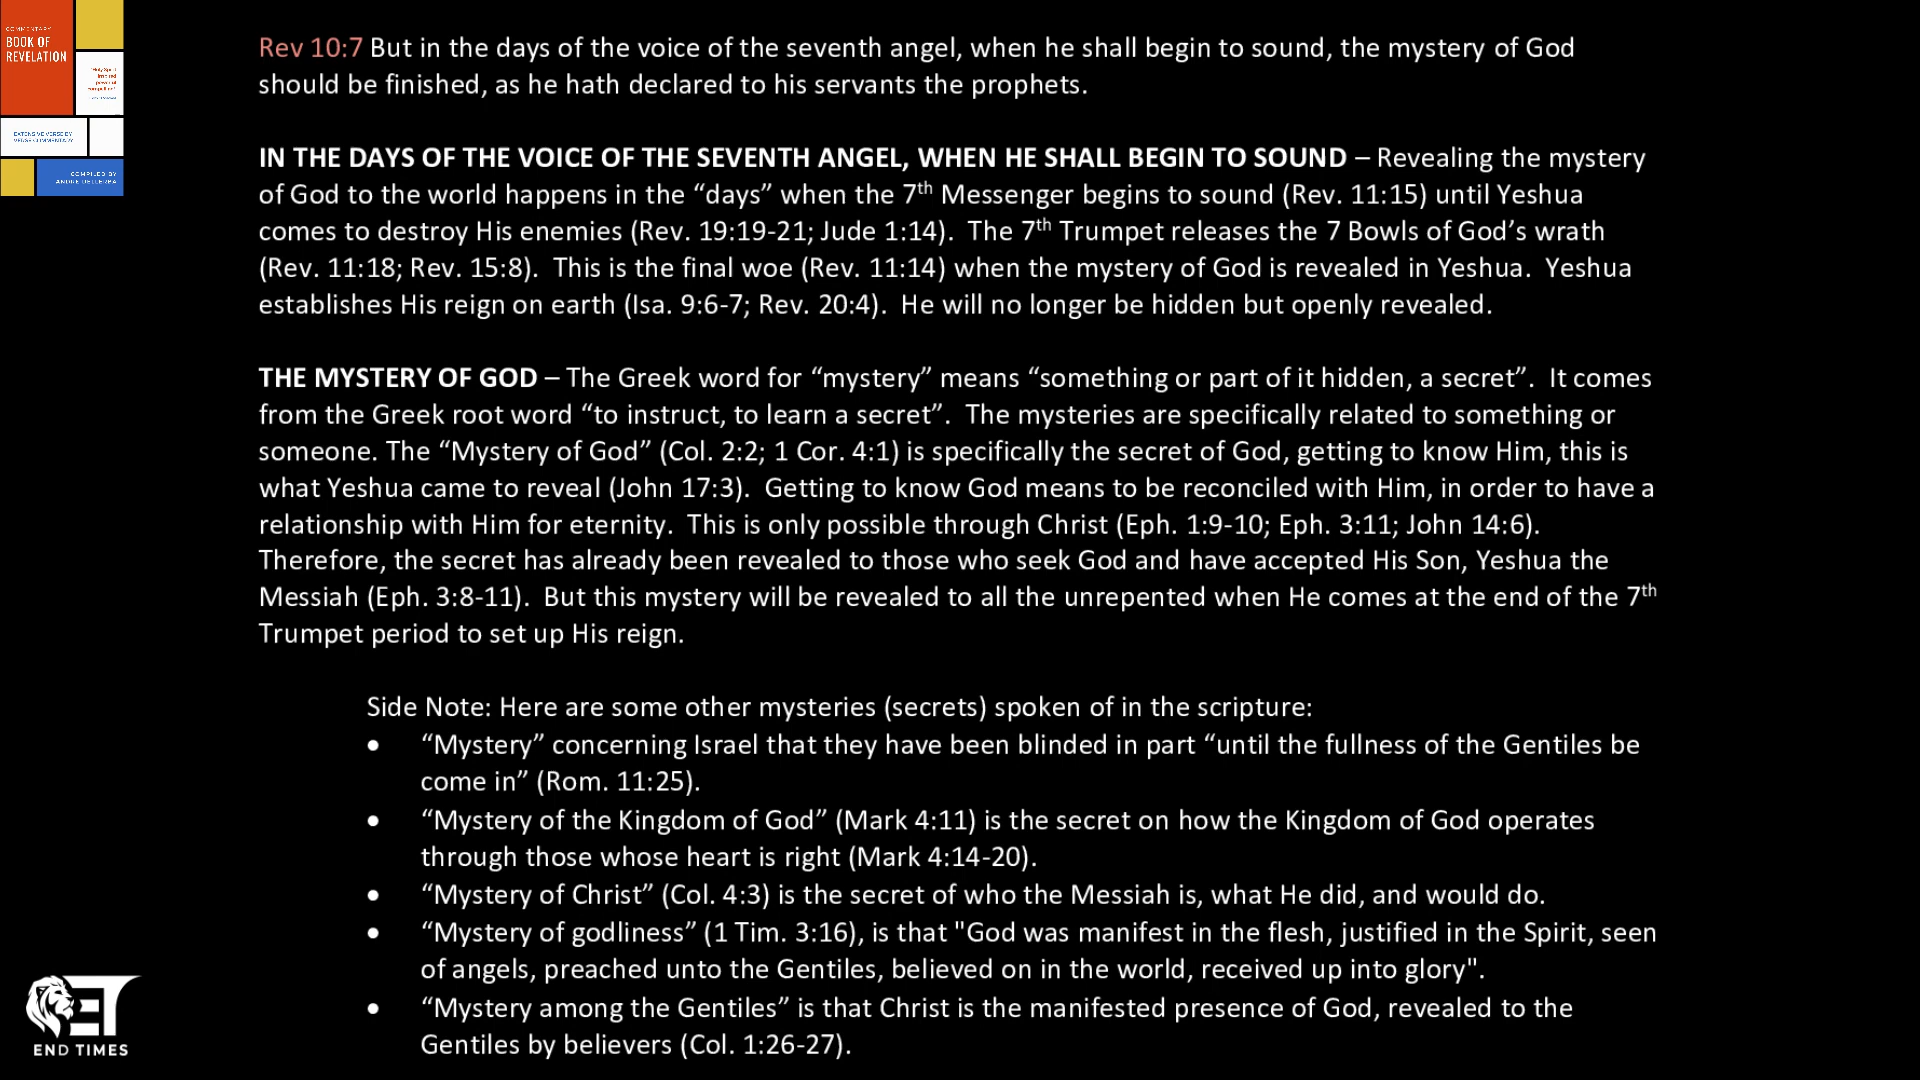 COMMENTARY
BOOK OF
REVELATION
EXTENSIVE VERSE BY
VERSE COMMENTARY
COMPILED BY
Rev 10:7 But in the days of the voice of the seventh angel, when he shall begin to sound, the mystery of God
should be finished, as he hath declared to his servants the prophets.
IN THE DAYS OF THE VOICE OF THE SEVENTH ANGEL, WHEN HE SHALL BEGIN TO SOUND – Revealing the mystery
of God to the world happens in the “days” when the 7th Messenger begins to sound (Rev. 11:15) until Yeshua
comes to destroy His enemies (Rev. 19:19-21; Jude 1:14).  The 7th Trumpet releases the 7 Bowls of God’s wrath
(Rev. 11:18; Rev. 15:8).  This is the final woe (Rev. 11:14) when the mystery of God is revealed in Yeshua.  Yeshua
establishes His reign on earth (Isa. 9:6-7; Rev. 20:4).  He will no longer be hidden but openly revealed.
THE MYSTERY OF GOD – The Greek word for “mystery” means “something or part of it hidden, a secret”.  It comes
from the Greek root word “to instruct, to learn a secret”.  The mysteries are specifically related to something or
someone. The “Mystery of God” (Col. 2:2; 1 Cor. 4:1) is specifically the secret of God, getting to know Him, this is
what Yeshua came to reveal (John 17:3).  Getting to know God means to be reconciled with Him, in order to have a
relationship with Him for eternity.  This is only possible through Christ (Eph. 1:9-10; Eph. 3:11; John 14:6).
Therefore, the secret has already been revealed to those who seek God and have accepted His Son, Yeshua the
Messiah (Eph. 3:8-11).  But this mystery will be revealed to all the unrepented when He comes at the end of the 7th
Trumpet period to set up His reign.
Side Note: Here are some other mysteries (secrets) spoken of in the scripture:
• “Mystery” concerning Israel that they have been blinded in part “until the fullness of the Gentiles be
come in” (Rom. 11:25).
• “Mystery of the Kingdom of God” (Mark 4:11) is the secret on how the Kingdom of God operates
through those whose heart is right (Mark 4:14-20).
• “Mystery of Christ” (Col. 4:3) is the secret of who the Messiah is, what He did, and would do.
• “Mystery of godliness” (1 Tim. 3:16), is that "God was manifest in the flesh, justified in the Spirit, seen
of angels, preached unto the Gentiles, believed on in the world, received up into glory".
• “Mystery among the Gentiles” is that Christ is the manifested presence of God, revealed to the
Gentiles by believers (Col. 1:26-27).
ET
END TIMES